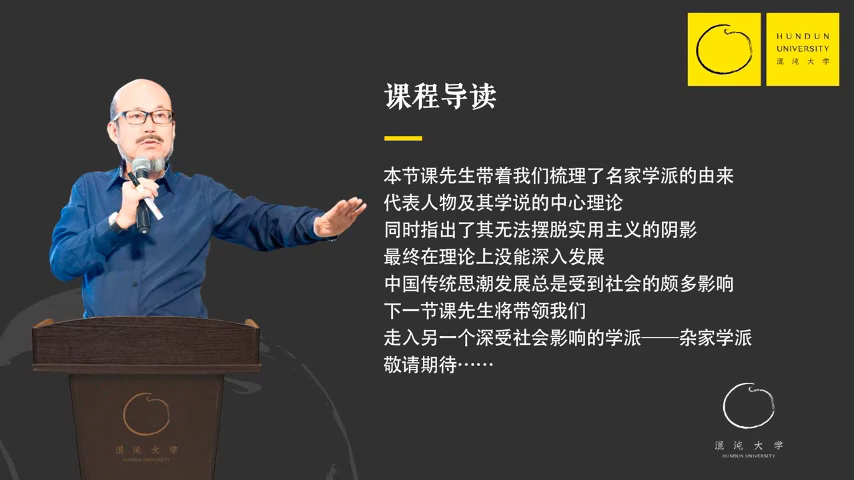 HUNDUN
UNIVERSITY
混沌大学
课程导读
本节课先生带着我们梳理了名家学派的由来
代表人物及其学说的中心理论
同时指出了其无法摆脱实用主义的阴影
最终在理论上没能深入发展
中国传统思潮发展总是受到社会的颇多影响
下一节课先生将带领我们
走入另一个深受社会影响的学派——杂家学派
敬请期待……
混沌大学
HUNDUN UNIVERSITY
混沌大学
HUNDUN UNIVERSITY